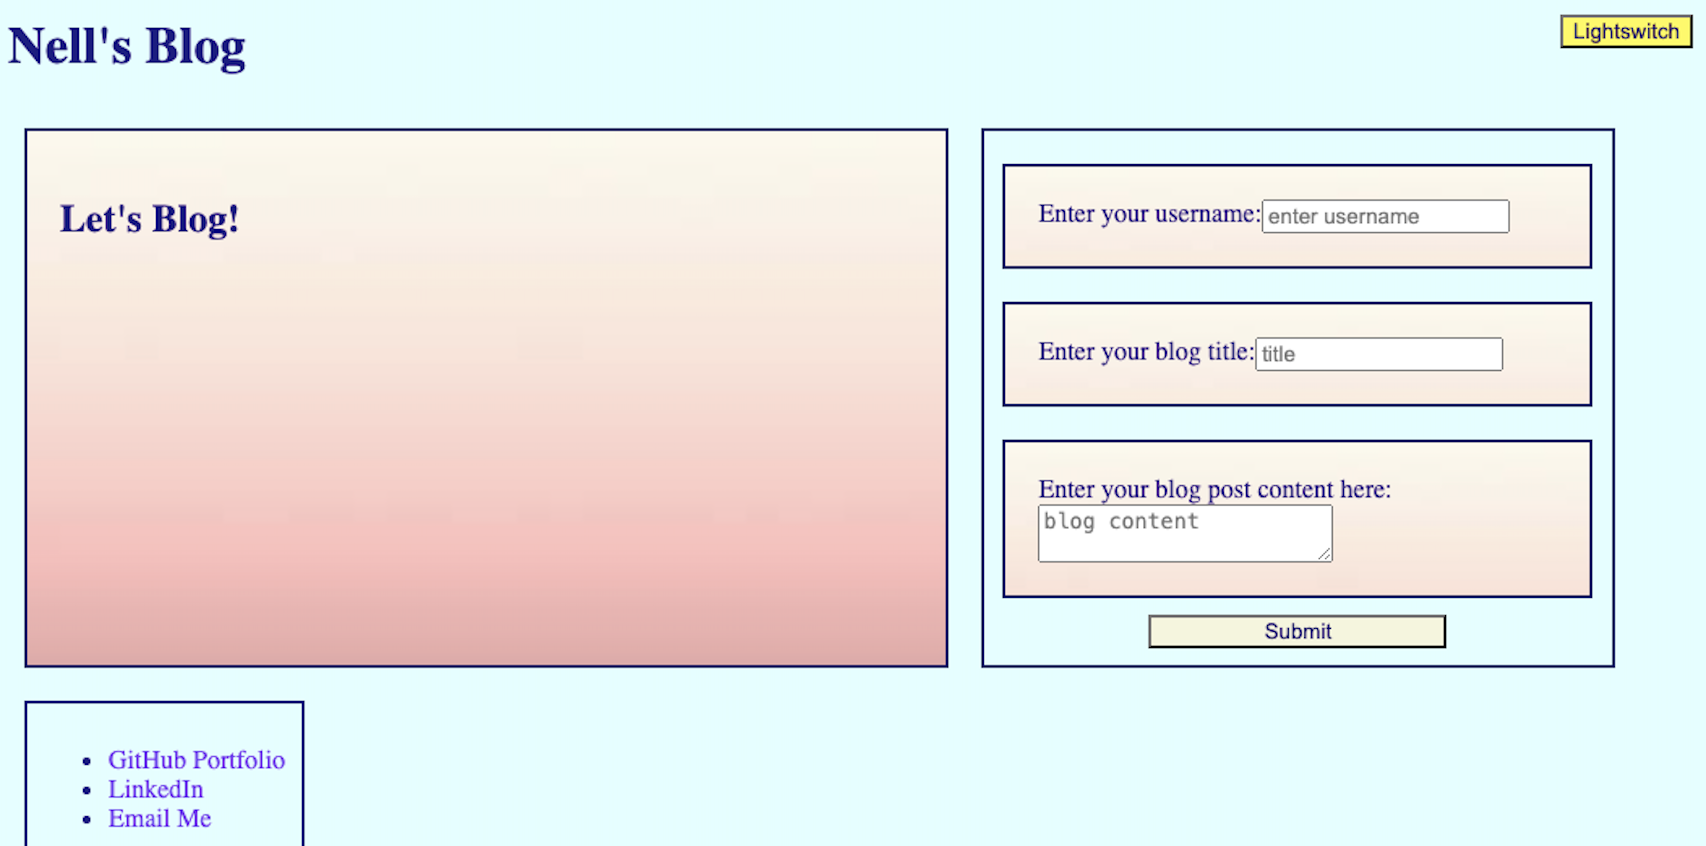 Nell's Blog
Lightswitch
Let's Blog!
Enter your username: enter username
Enter your blog title: title
Enter your blog post content here:
blog content
Submit
GitHub Portfolio
LinkedIn
Email Me